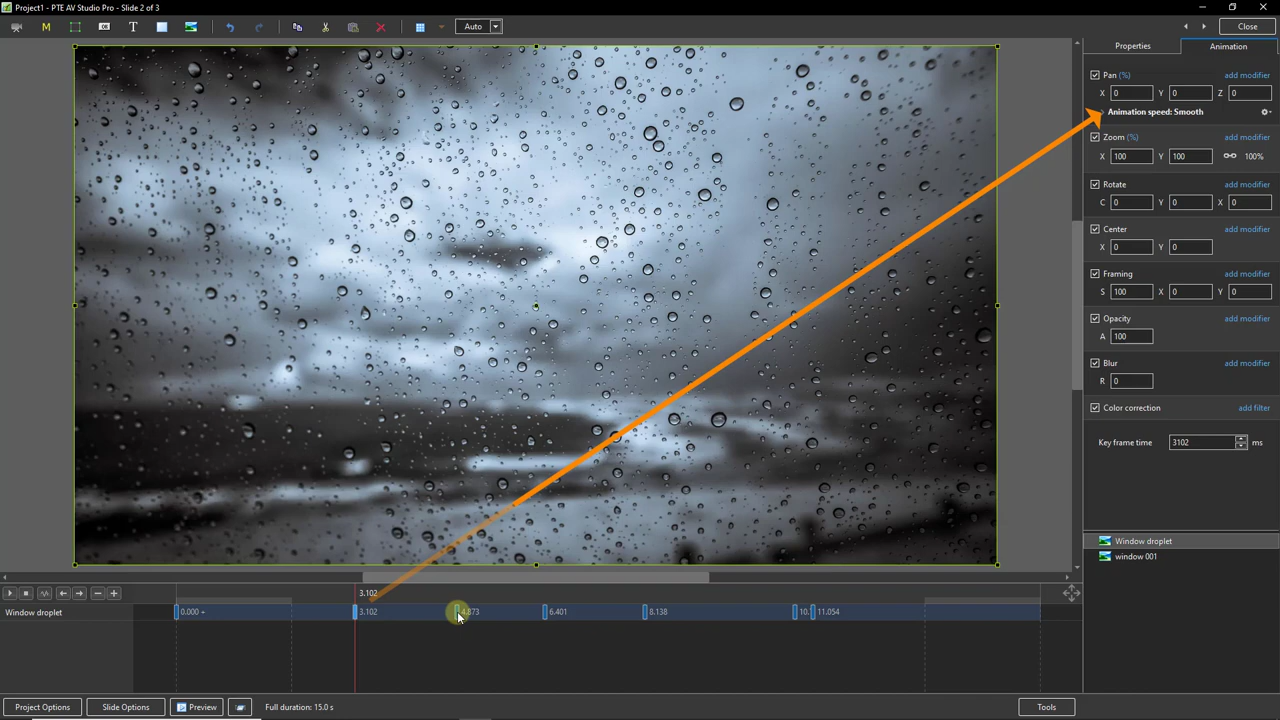 Project1 - PTE AV Studio Pro - Slide 2 of 3
M OK T Auto Close
Properties Animation
Pan (%) add modifier
X 0 Y 0 Z 0
Animation speed: Smooth
Zoom (%) add modifier
X 100 Y 100 100%
Rotate add modifier
C 0 Y 0 X 0
Center add modifier
X 0 Y 0
Framing add modifier
S 100 X 0 Y 0
Opacity add modifier
A 100
Blur add modifier
R 0
Color correction add filter
Key frame time 3102 ms
Window droplet
window 001
3.102
Window droplet 0.000 + 3.102 4.873 6.401 8.138 10. 11.054
Project Options Slide Options Preview Full duration: 15.0 s Tools